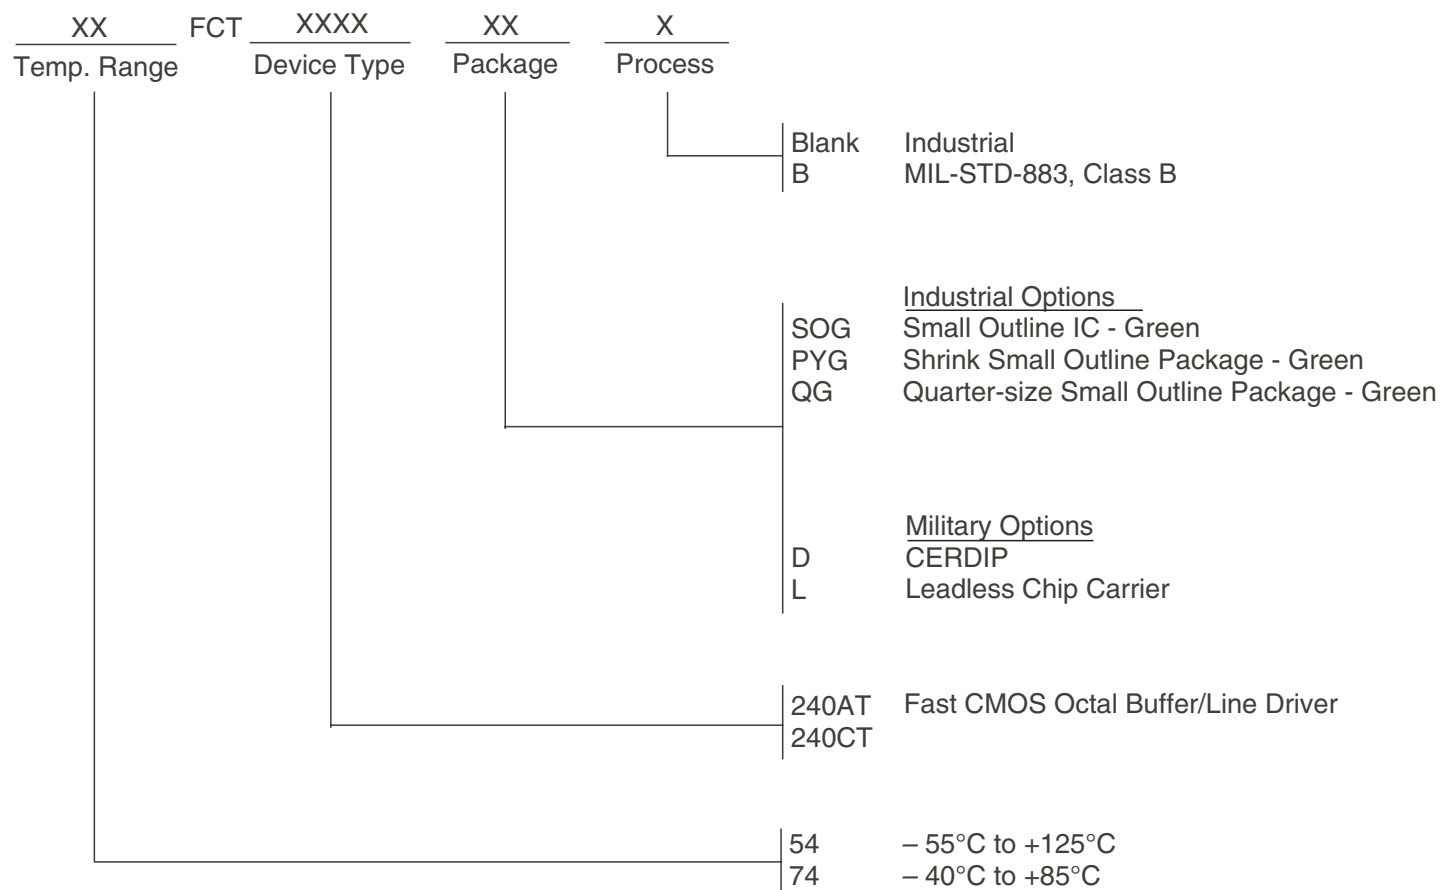 XX FCT XXXX XX X
Temp. Range Device Type Package Process
Blank Industrial
B MIL-STD-883, Class B
Industrial Options
SOG Small Outline IC - Green
PYG Shrink Small Outline Package - Green
QG Quarter-size Small Outline Package - Green
Military Options
D CERDIP
L Leadless Chip Carrier
240AT Fast CMOS Octal Buffer/Line Driver
240CT
54 – 55°C to +125°C
74 – 40°C to +85°C